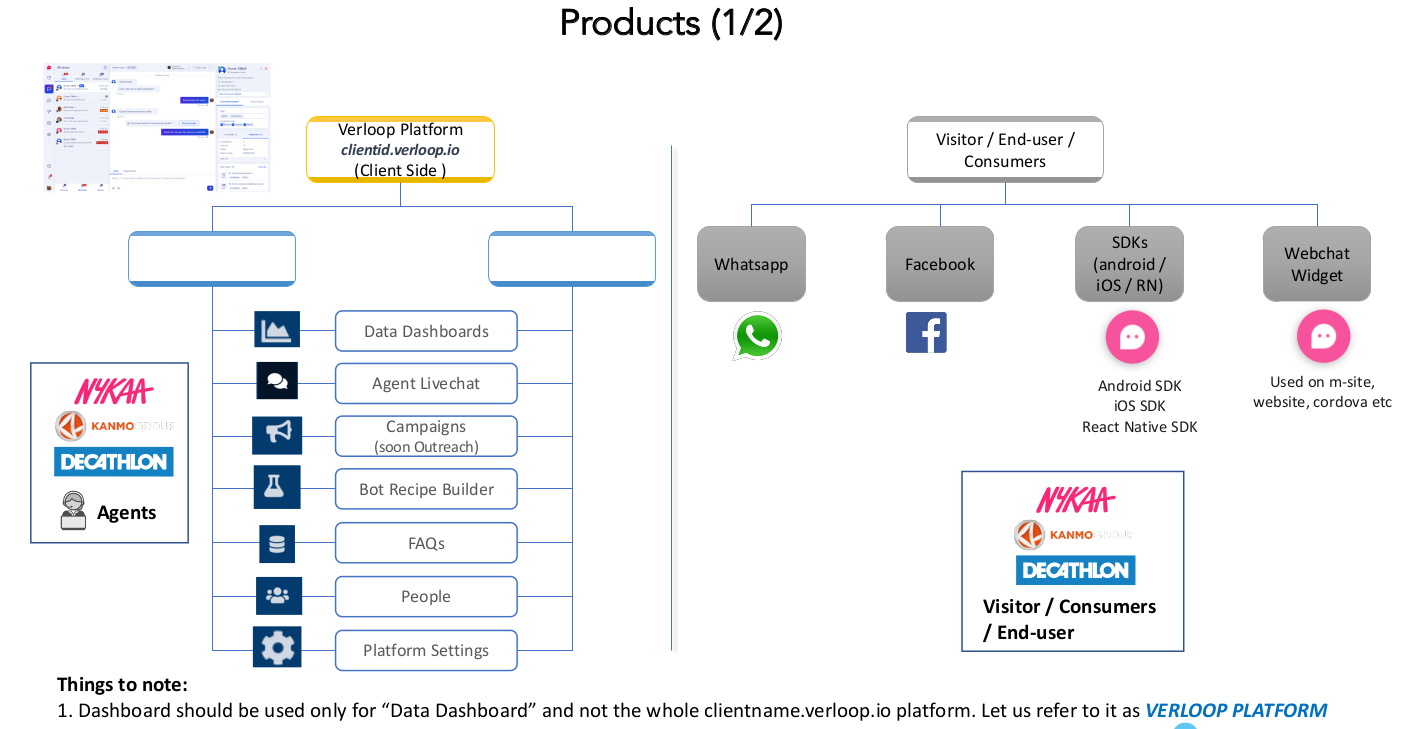 Products (1/2)
Verloop Platform
clientid.verloop.io
(Client Side )
Data Dashboards
Agent Livechat
Campaigns
(soon Outreach)
Bot Recipe Builder
FAQs
People
Platform Settings
NYKAA
KANMOGROUP
DECATHLON
Agents
Visitor / End-user /
Consumers
Whatsapp
Facebook
SDKs
(android /
iOS / RN)
Webchat
Widget
Android SDK
iOS SDK
React Native SDK
Used on m-site,
website, cordova etc
NYKAA
KANMOGROUP
DECATHLON
Visitor / Consumers
/ End-user
Things to note:
1. Dashboard should be used only for “Data Dashboard” and not the whole clientname.verloop.io platform. Let us refer to it as VERLOOP PLATFORM